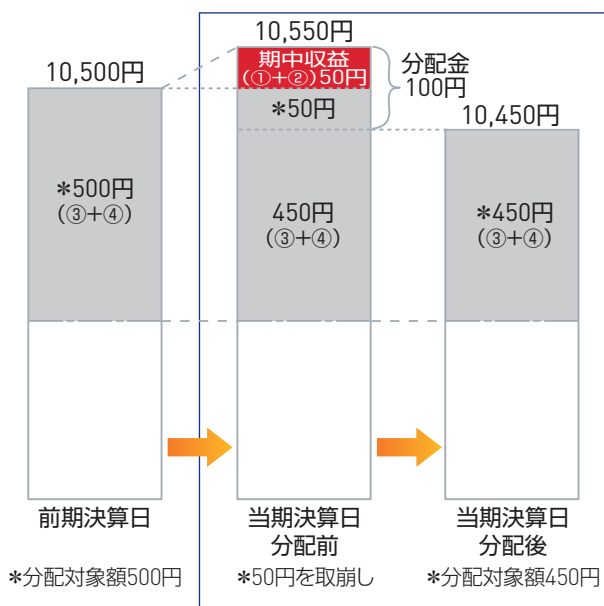 10,500円
*500円
(③+④)
前期決算日
*分配対象額500円
10,550円
期中収益
(①+②)50円
*50円
450円
(③+④)
当期決算日
分配前
*50円を取崩し
分配金
100円
10,450円
*450円
(③+④)
当期決算日
分配後
*分配対象額450円